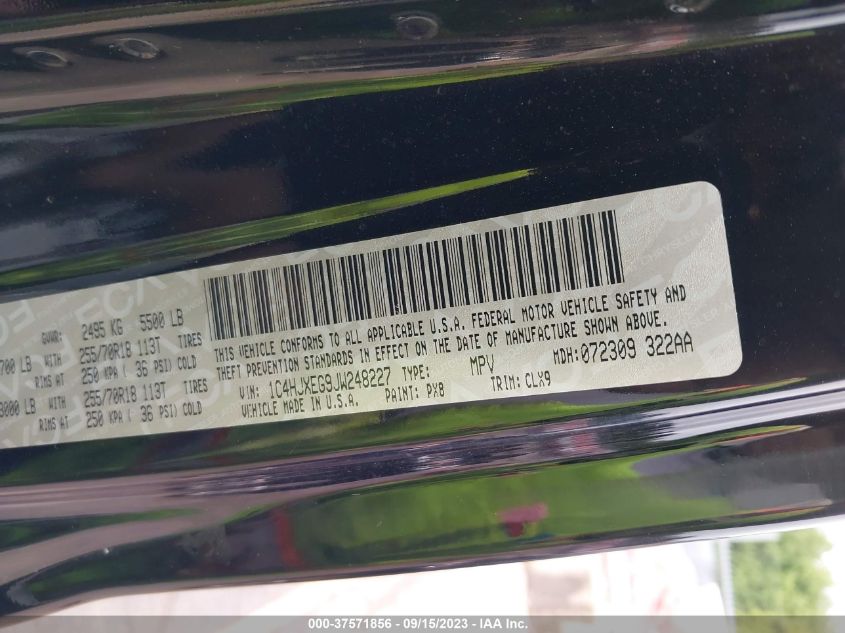 GVWR: 2495 KG 5500 LB
700 LB WITH 255/70R18 113T TIRES
RIMS AT 250 KPA ( 36 PSI) COLD
3000 LB WITH 255/70R18 113T TIRES
RIMS AT 250 KPA ( 36 PSI) COLD
THIS VEHICLE CONFORMS TO ALL APPLICABLE U.S.A. FEDERAL MOTOR VEHICLE SAFETY AND
THEFT PREVENTION STANDARDS IN EFFECT ON THE DATE OF MANUFACTURE SHOWN ABOVE.
VIN: 1C4HJXEG9JW248227 TYPE: MPV MDH: 072309 322AA
VEHICLE MADE IN U.S.A. PAINT: PX8 TRIM: CLX9
000-37571856 - 09/15/2023 - IAA Inc.